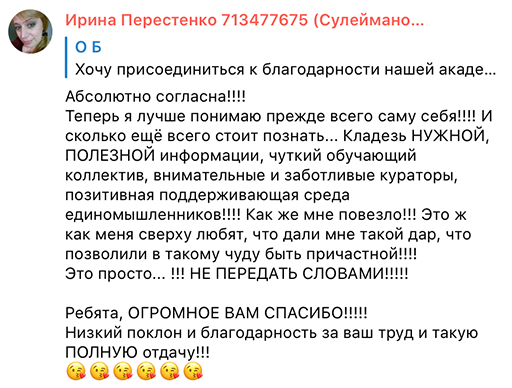 Ирина Перестенко 713477675 (Сулеймано...
О Б
Хочу присоединиться к благодарности нашей акаде...
Абсолютно согласна!!!!
Теперь я лучше понимаю прежде всего саму себя!!!! И
сколько ещё всего стоит познать... Кладезь НУЖНОЙ,
ПОЛЕЗНОЙ информации, чуткий обучающий
коллектив, внимательные и заботливые кураторы,
позитивная поддерживающая среда
единомышленников!!!! Как же мне повезло!!! Это ж
как меня сверху любят, что дали мне такой дар, что
позволили в такому чуду быть причастной!!!!
Это просто... !!! НЕ ПЕРЕДАТЬ СЛОВАМИ!!!!!
Ребята, ОГРОМНОЕ ВАМ СПАСИБО!!!!!
Низкий поклон и благодарность за ваш труд и такую
ПОЛНУЮ отдачу!!!
😘😘😘😘😘😘